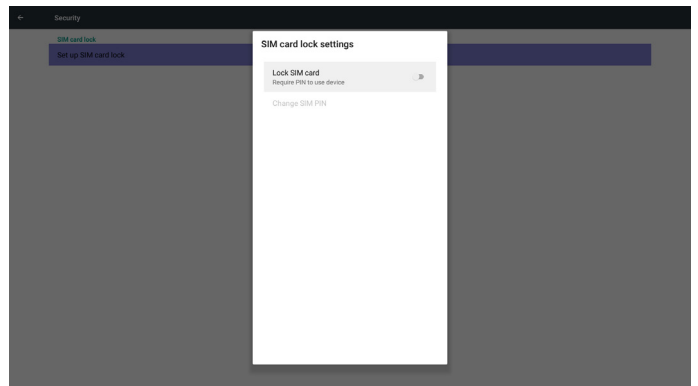 Security
SIM card lock
Set up SIM card lock
SIM card lock settings
Lock SIM card
Require PIN to use device
Change SIM PIN